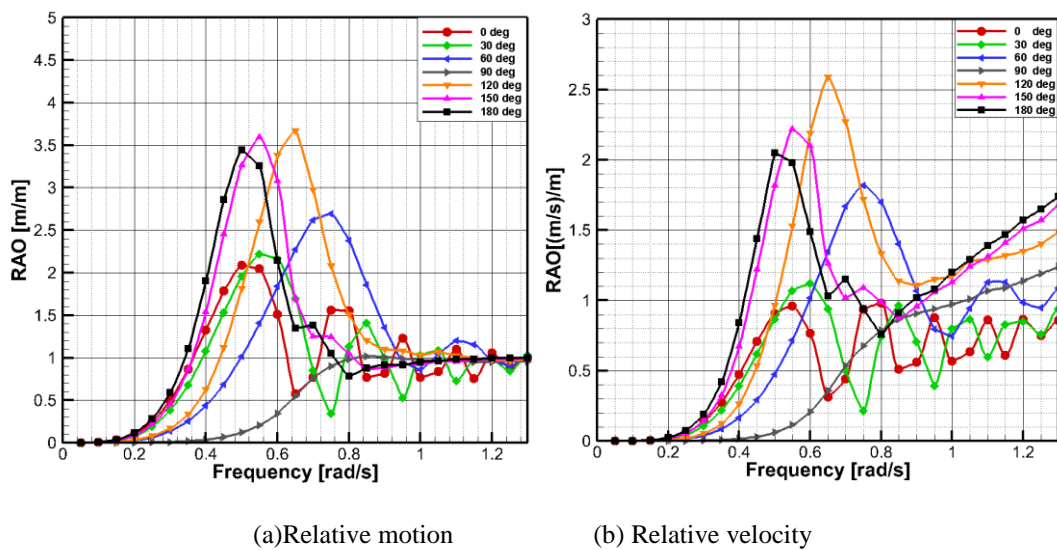 5
4.5
4
3.5
3
2.5
2
1.5
1
0.5
0
0
0.2
0.4
0.6
0.8
1
1.2
RAO [m/m]
Frequency [rad/s]
0 deg
30 deg
60 deg
90 deg
120 deg
150 deg
180 deg
3
2.5
2
1.5
1
0.5
0
0
0.2
0.4
0.6
0.8
1
1.2
RAO[(m/s)/m]
Frequency [rad/s]
0 deg
30 deg
60 deg
90 deg
120 deg
150 deg
180 deg
(a)Relative motion
(b) Relative velocity